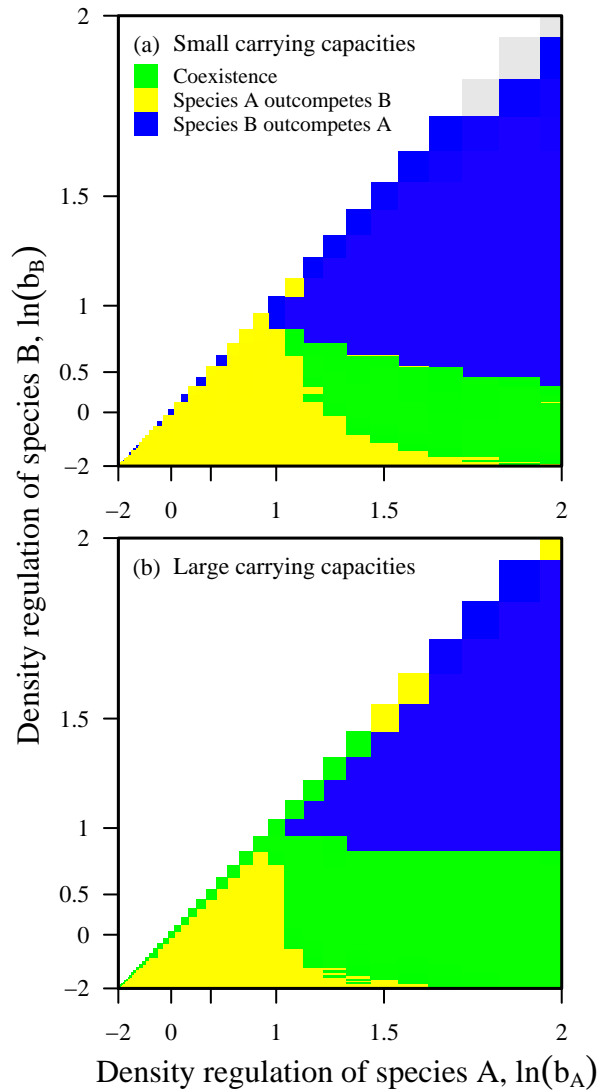 (a) Small carrying capacities
Coexistence
Species A outcompetes B
Species B outcompetes A
2
1.5
1
0.5
0
−2
−2 0 1 1.5 2
(b) Large carrying capacities
2
1.5
1
0.5
0
−2
−2 0 1 1.5 2
Density regulation of species B, ln(b_B)
Density regulation of species A, ln(b_A)